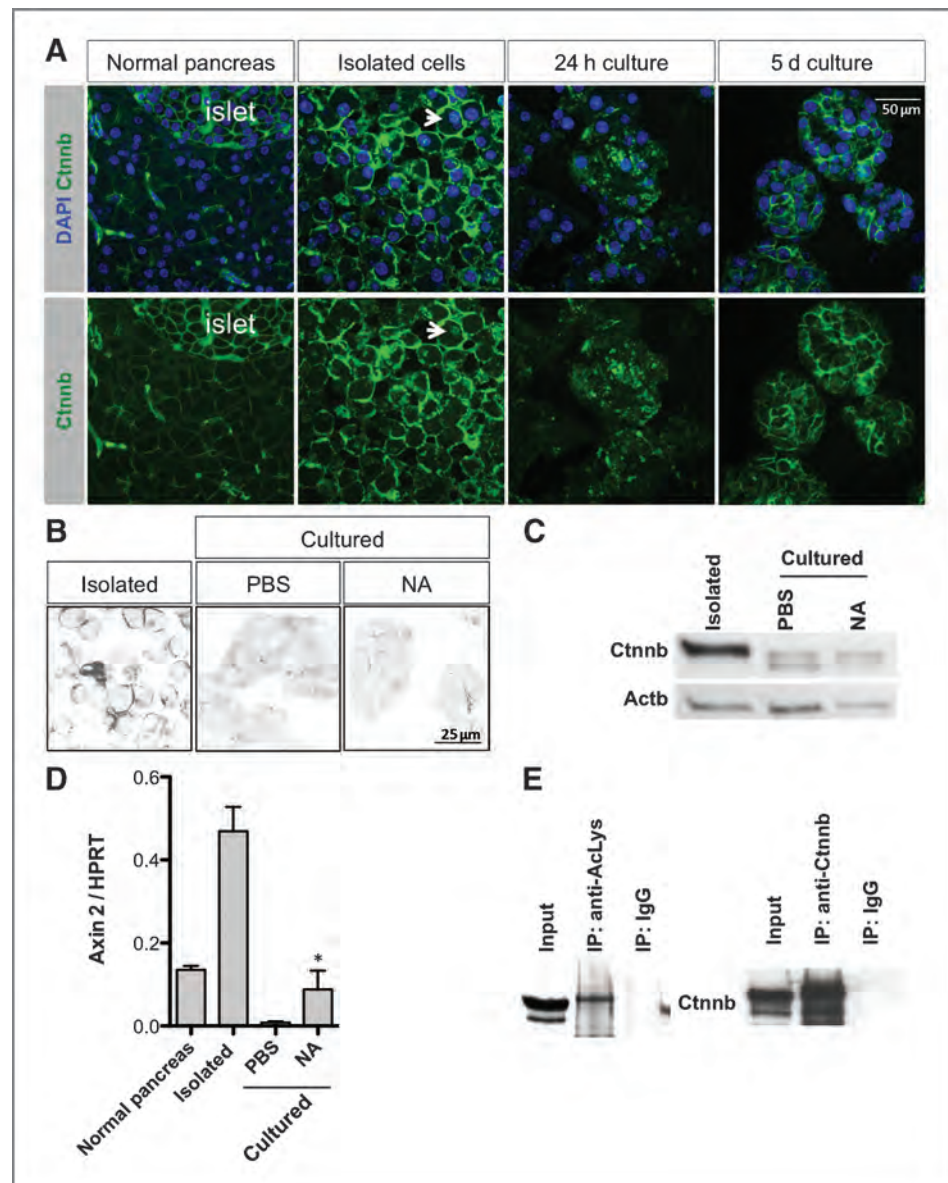 A
Normal pancreas
Isolated cells
24 h culture
5 d culture
DAPI Ctnnb
islet
50 µm
Ctnnb
islet
B
Cultured
Isolated
PBS
NA
25 µm
C
Cultured
Isolated
PBS
NA
Ctnnb
Actb
D
Axin 2 / HPRT
0.6
0.4
0.2
0.0
*
Normal pancreas
Isolated
PBS
NA
Cultured
E
Input
IP: anti-AcLys
IP: IgG
Ctnnb
Input
IP: anti-Ctnnb
IP: IgG